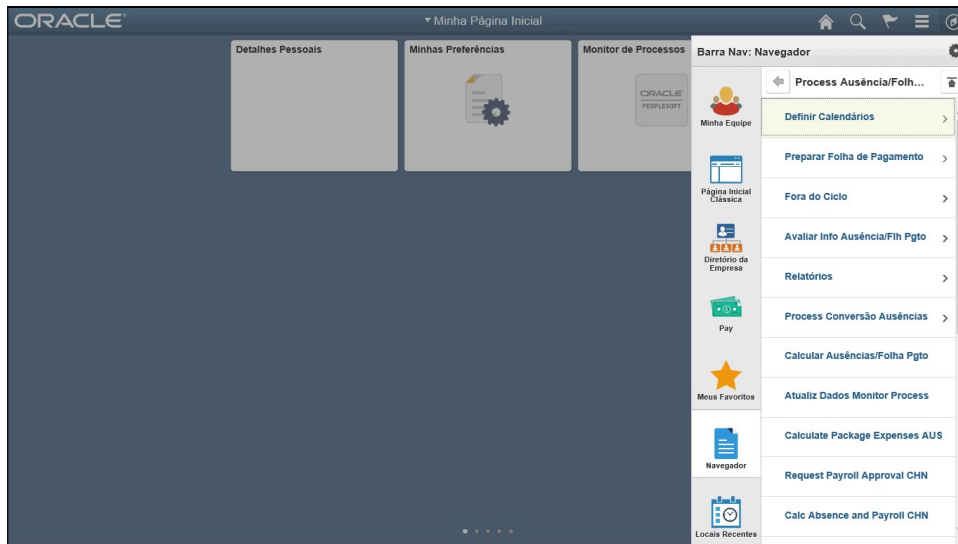 ORACLE
Minha Página Inicial
Detalhes Pessoais
Minhas Preferências
Monitor de Processos
ORACLE
PEOPLESOFT
Barra Nav: Navegador
Minha Equipe
Página Inicial
Clássica
Diretório da
Empresa
Pay
Meus Favoritos
Navegador
Locais Recentes
Process Ausência/Folh...
Definir Calendários
Preparar Folha de Pagamento
Fora do Ciclo
Avaliar Info Ausência/Flh Pgto
Relatórios
Process Conversão Ausências
Calcular Ausências/Folha Pgto
Atualiz Dados Monitor Process
Calculate Package Expenses AUS
Request Payroll Approval CHN
Calc Absence and Payroll CHN